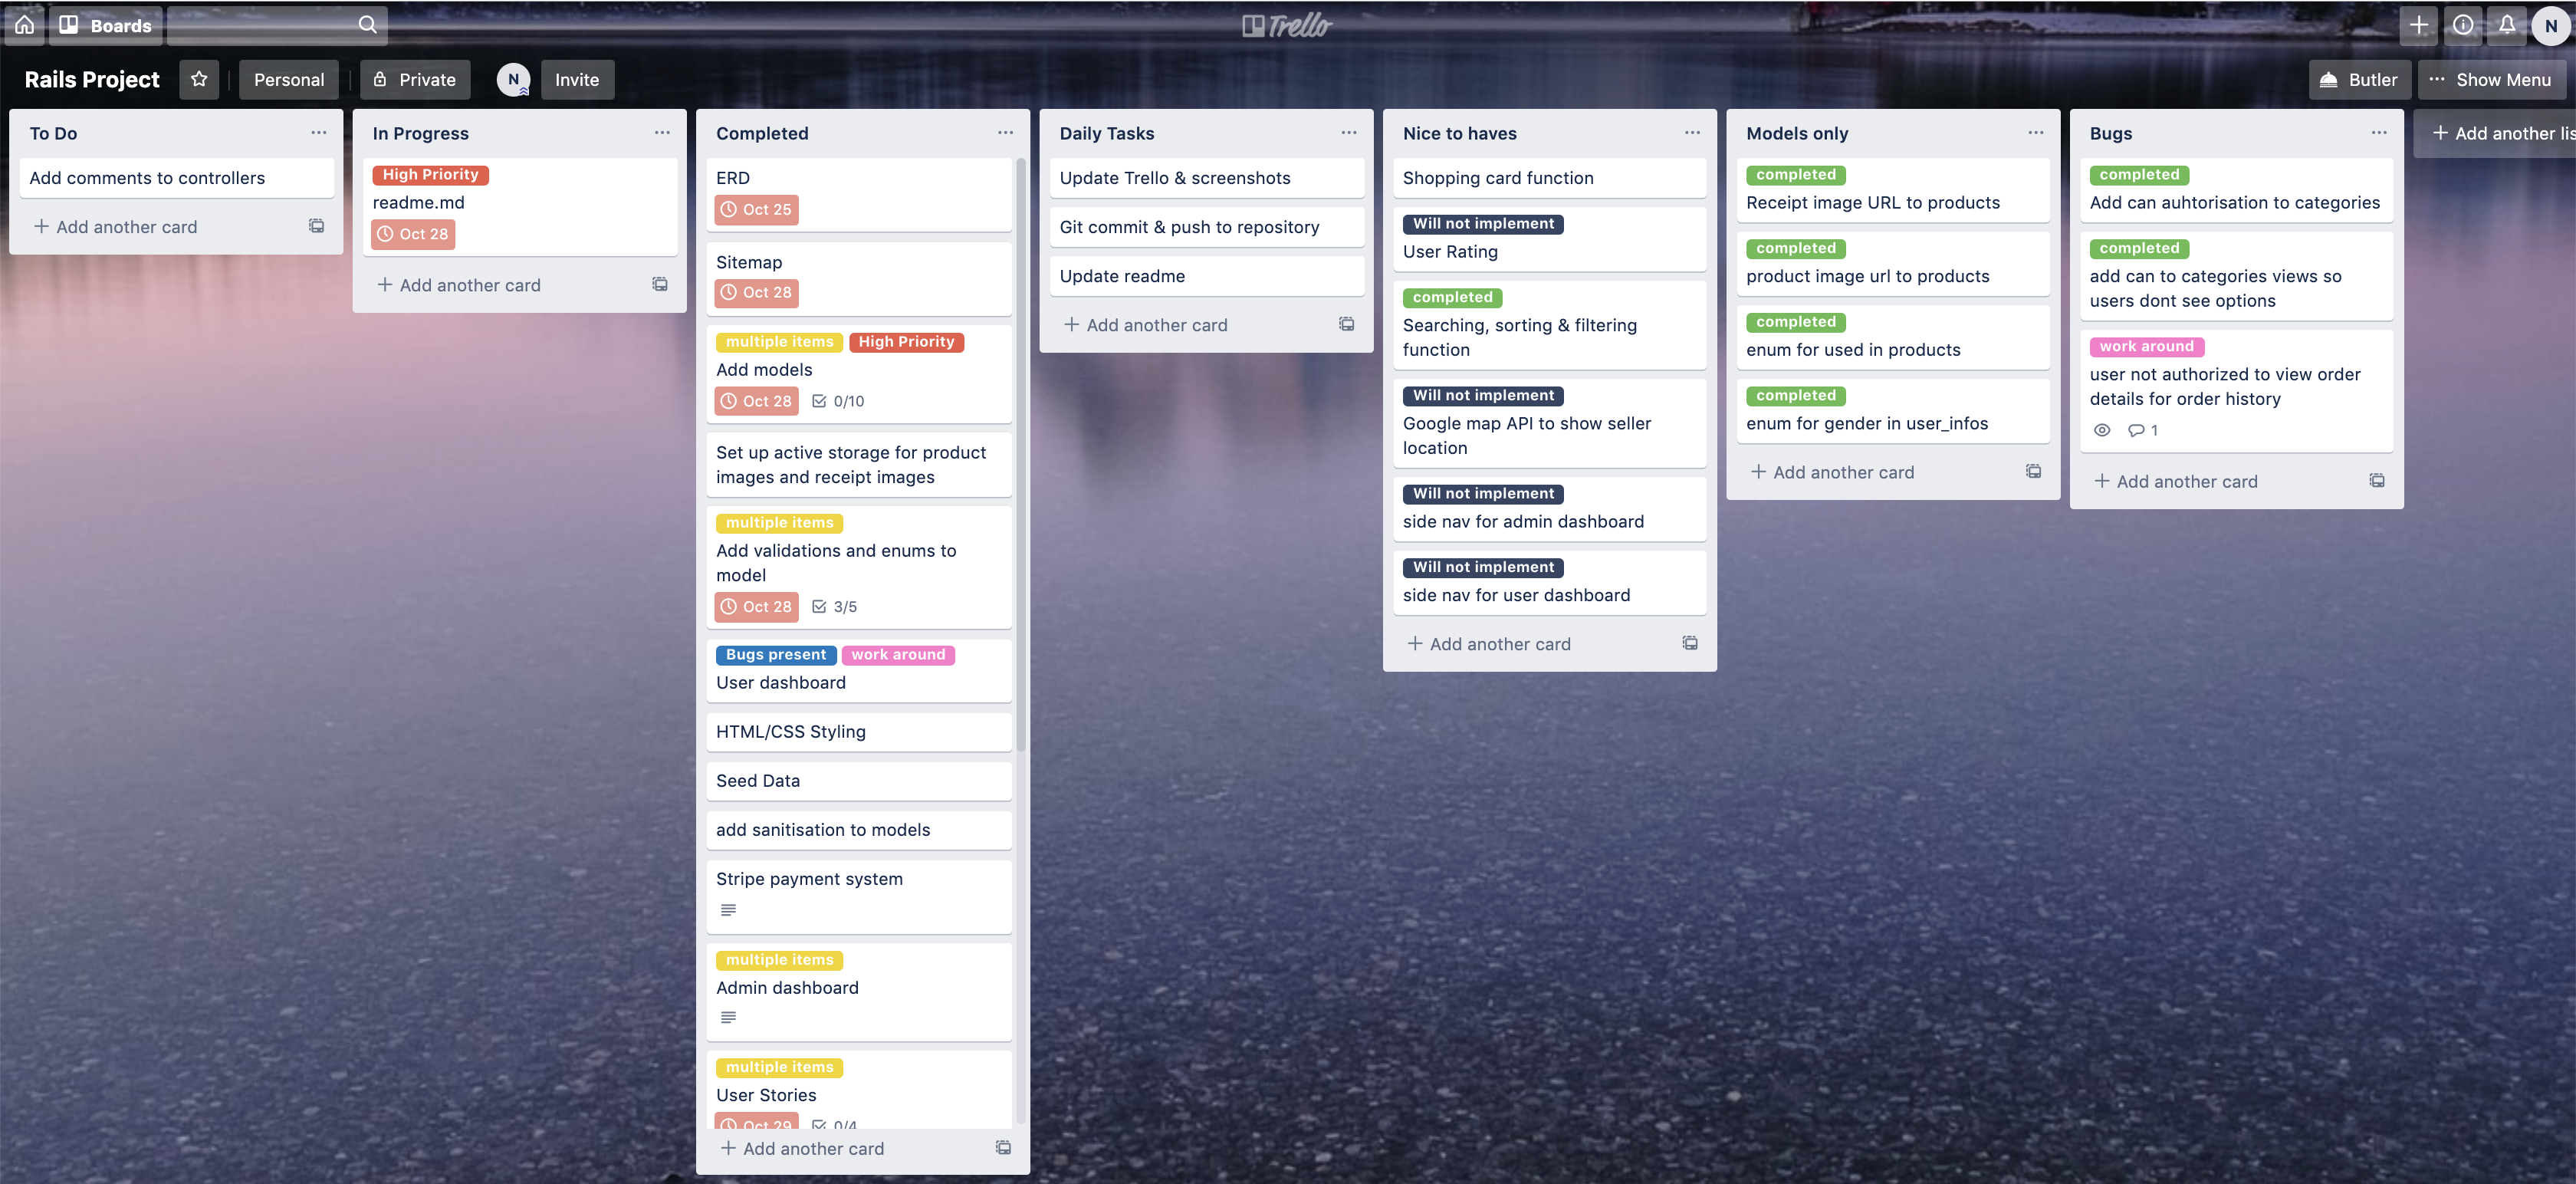 Boards
Trello
N
Rails Project
Personal
Private
N
Invite
Butler
Show Menu
To Do
Add comments to controllers
Add another card
In Progress
High Priority
readme.md
Oct 28
Add another card
Completed
ERD
Oct 25
Sitemap
Oct 28
multiple items High Priority
Add models
Oct 28 0/10
Set up active storage for product
images and receipt images
multiple items
Add validations and enums to
model
Oct 28 3/5
Bugs present work around
User dashboard
HTML/CSS Styling
Seed Data
add sanitisation to models
Stripe payment system
multiple items
Admin dashboard
multiple items
User Stories
Oct 29 0/4
Add another card
Daily Tasks
Update Trello & screenshots
Git commit & push to repository
Update readme
Add another card
Nice to haves
Shopping card function
Will not implement
User Rating
completed
Searching, sorting & filtering
function
Will not implement
Google map API to show seller
location
Will not implement
side nav for admin dashboard
Will not implement
side nav for user dashboard
Add another card
Models only
completed
Receipt image URL to products
completed
product image url to products
completed
enum for used in products
completed
enum for gender in user_infos
Add another card
Bugs
completed
Add can auhtorisation to categories
completed
add can to categories views so
users dont see options
work around
user not authorized to view order
details for order history
1
Add another card
Add another lis